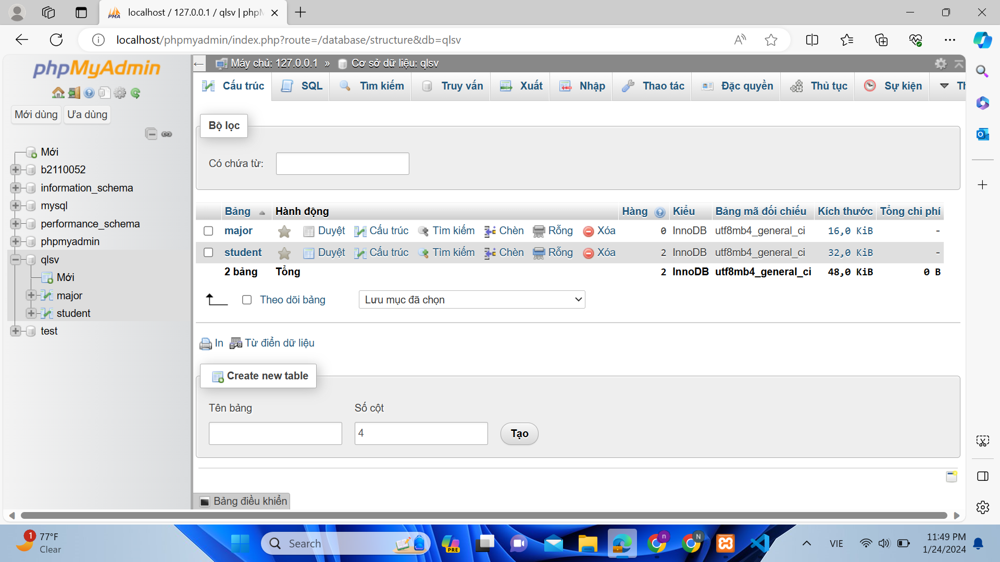 localhost / 127.0.0.1 / qlsv | phpM
localhost/phpmyadmin/index.php?route=/database/structure&db=qlsv
phpMyAdmin
Mới dùng Ưa dùng
Mới
b2110052
information_schema
mysql
performance_schema
phpmyadmin
qlsv
Mới
major
student
test
Máy chủ: 127.0.0.1 » Cơ sở dữ liệu: qlsv
Cấu trúc SQL Tìm kiếm Truy vấn Xuất Nhập Thao tác Đặc quyền Thủ tục Sự kiện Th
Bộ lọc
Có chứa từ:
Bảng Hành động Hàng Kiểu Bảng mã đối chiếu Kích thước Tổng chi phí
major Duyệt Cấu trúc Tìm kiếm Chèn Rỗng Xóa 0 InnoDB utf8mb4_general_ci 16,0 KiB -
student Duyệt Cấu trúc Tìm kiếm Chèn Rỗng Xóa 2 InnoDB utf8mb4_general_ci 32,0 KiB -
2 bảng Tổng 2 InnoDB utf8mb4_general_ci 48,0 KiB 0 B
Theo dõi bảng Lưu mục đã chọn
In Từ điển dữ liệu
Create new table
Tên bảng Số cột
4 Tạo
Bảng điều khiển
1 77°F
Clear
Search
PRE
n
N
VIE
11:49 PM
1/24/2024